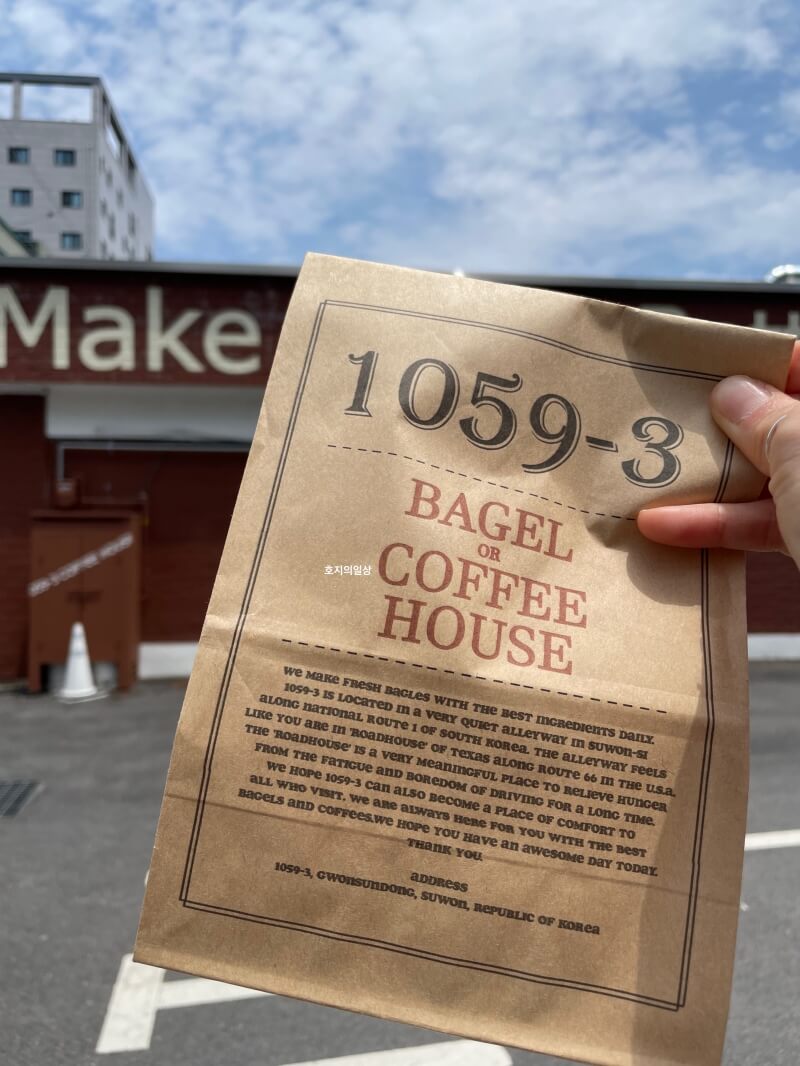 Make
1059-3
BAGEL
OR
COFFEE
HOUSE
호지의일상
WE MAKE FRESH BAGLES WITH THE BEST INGREDIENTS DAILY.
1059-3 IS LOCATED IN A VERY QUIET ALLEYWAY IN SUWON-SI
ALONG NATIONAL ROUTE 1 OF SOUTH KOREA. THE ALLEYWAY FEELS
LIKE YOU ARE IN 'ROADHOUSE' OF TEXAS ALONG ROUTE 66 IN THE U.S.A.
THE 'ROADHOUSE' IS A VERY MEANINGFUL PLACE TO RELIEVE HUNGER
FROM THE FATIGUE AND BOREDOM OF DRIVING FOR A LONG TIME.
WE HOPE 1059-3 CAN ALSO BECOME A PLACE OF COMFORT TO
ALL WHO VISIT. WE ARE ALWAYS HERE FOR YOU WITH THE BEST
BAGELS AND COFFEES.WE HOPE YOU HAVE AN AWESOME DAY TODAY.
THANK YOU
ADDRESS
1059-3, GWONSUNDONG, SUWON, REPUBLIC OF KOREA